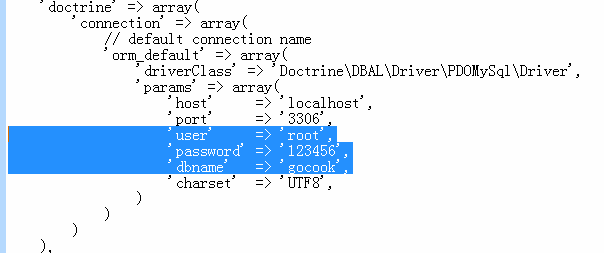 'doctrine' => array(
'connection' => array(
// default connection name
'orm_default' => array(
'driverClass' => 'Doctrine\DBAL\Driver\PDOMySql\Driver',
'params' => array(
'host' => 'localhost',
'port' => '3306',
'user' => 'root',
'password' => '123456',
'dbname' => 'gocook',
'charset' => 'UTF8',
)
)
)
),